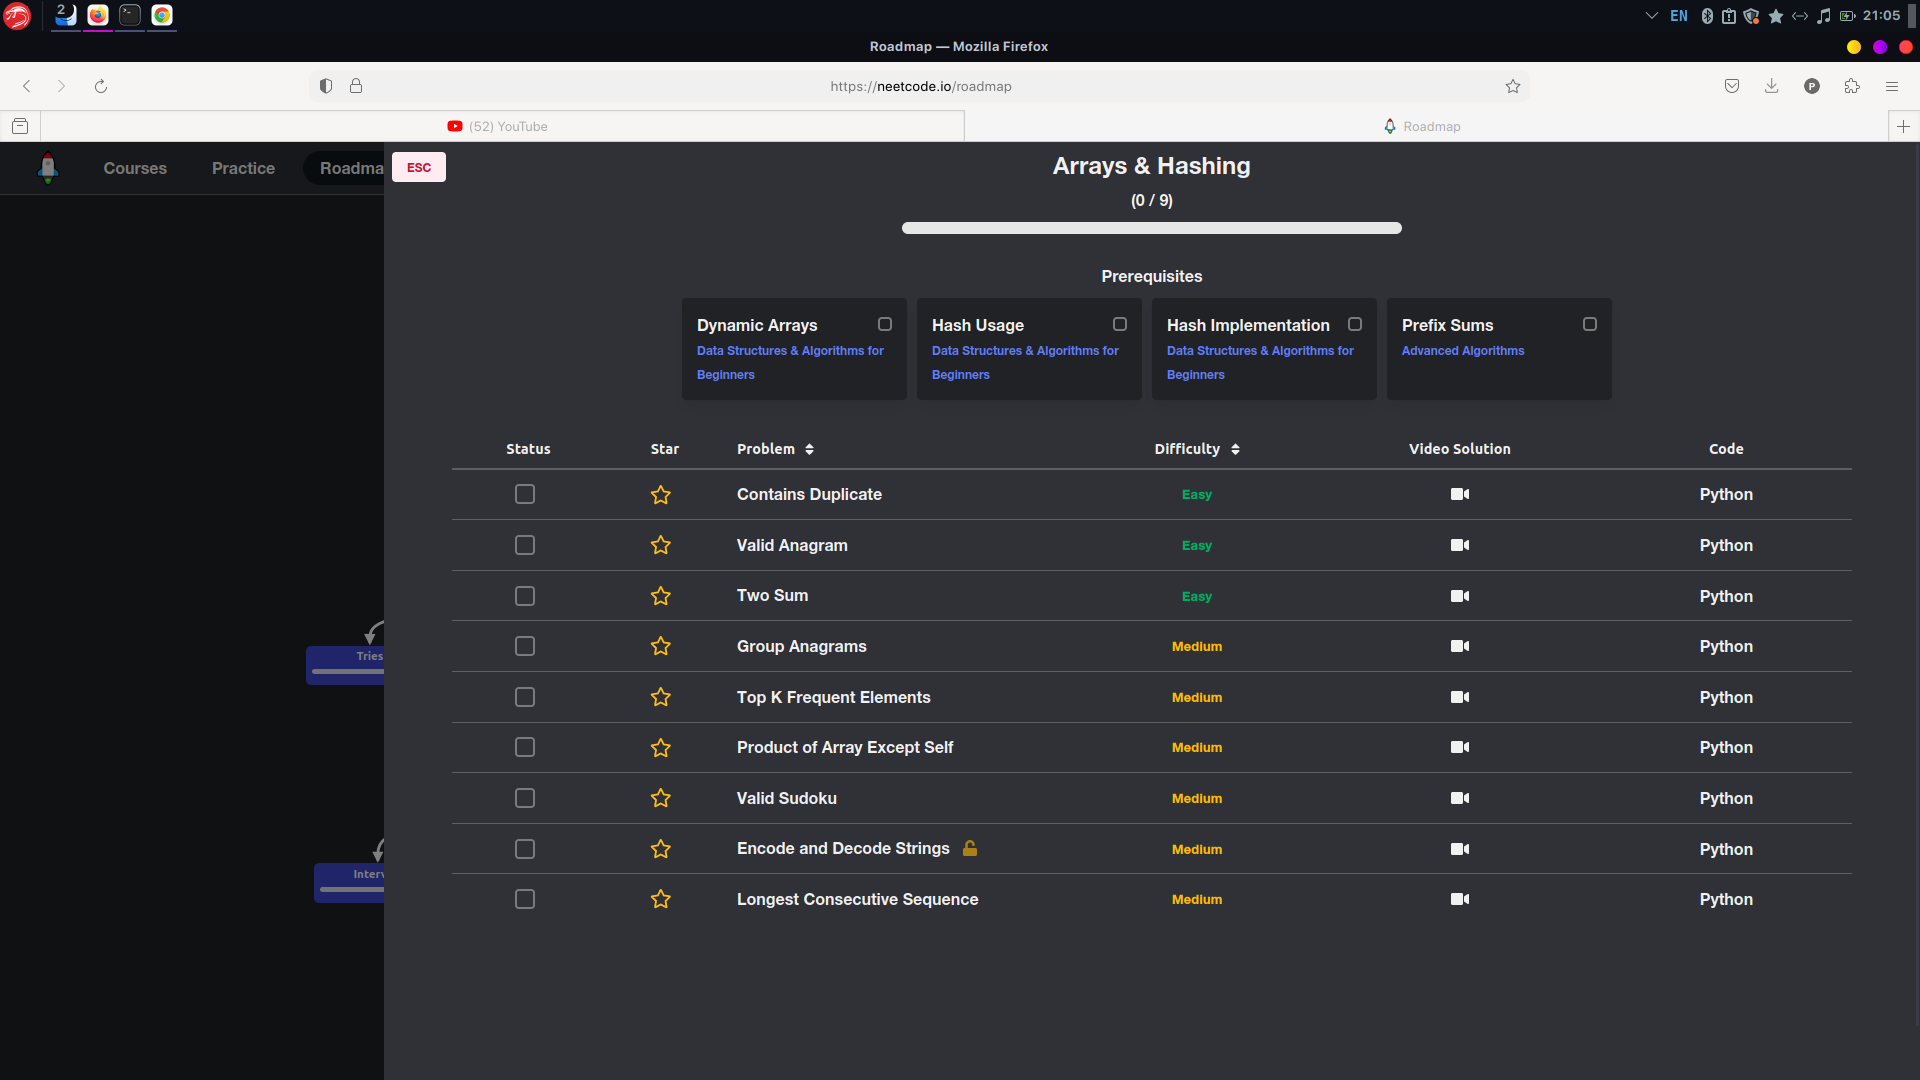 2
EN
21:05
Roadmap — Mozilla Firefox
https://neetcode.io/roadmap
P
(52) YouTube
Roadmap
Courses
Practice
Roadma
ESC
Arrays & Hashing
(0 / 9)
Prerequisites
Dynamic Arrays
Data Structures & Algorithms for
Beginners
Hash Usage
Data Structures & Algorithms for
Beginners
Hash Implementation
Data Structures & Algorithms for
Beginners
Prefix Sums
Advanced Algorithms
Status Star Problem Difficulty Video Solution Code
Contains Duplicate Easy Python
Valid Anagram Easy Python
Two Sum Easy Python
Group Anagrams Medium Python
Tries
Top K Frequent Elements Medium Python
Product of Array Except Self Medium Python
Valid Sudoku Medium Python
Encode and Decode Strings Medium Python
Interv
Longest Consecutive Sequence Medium Python